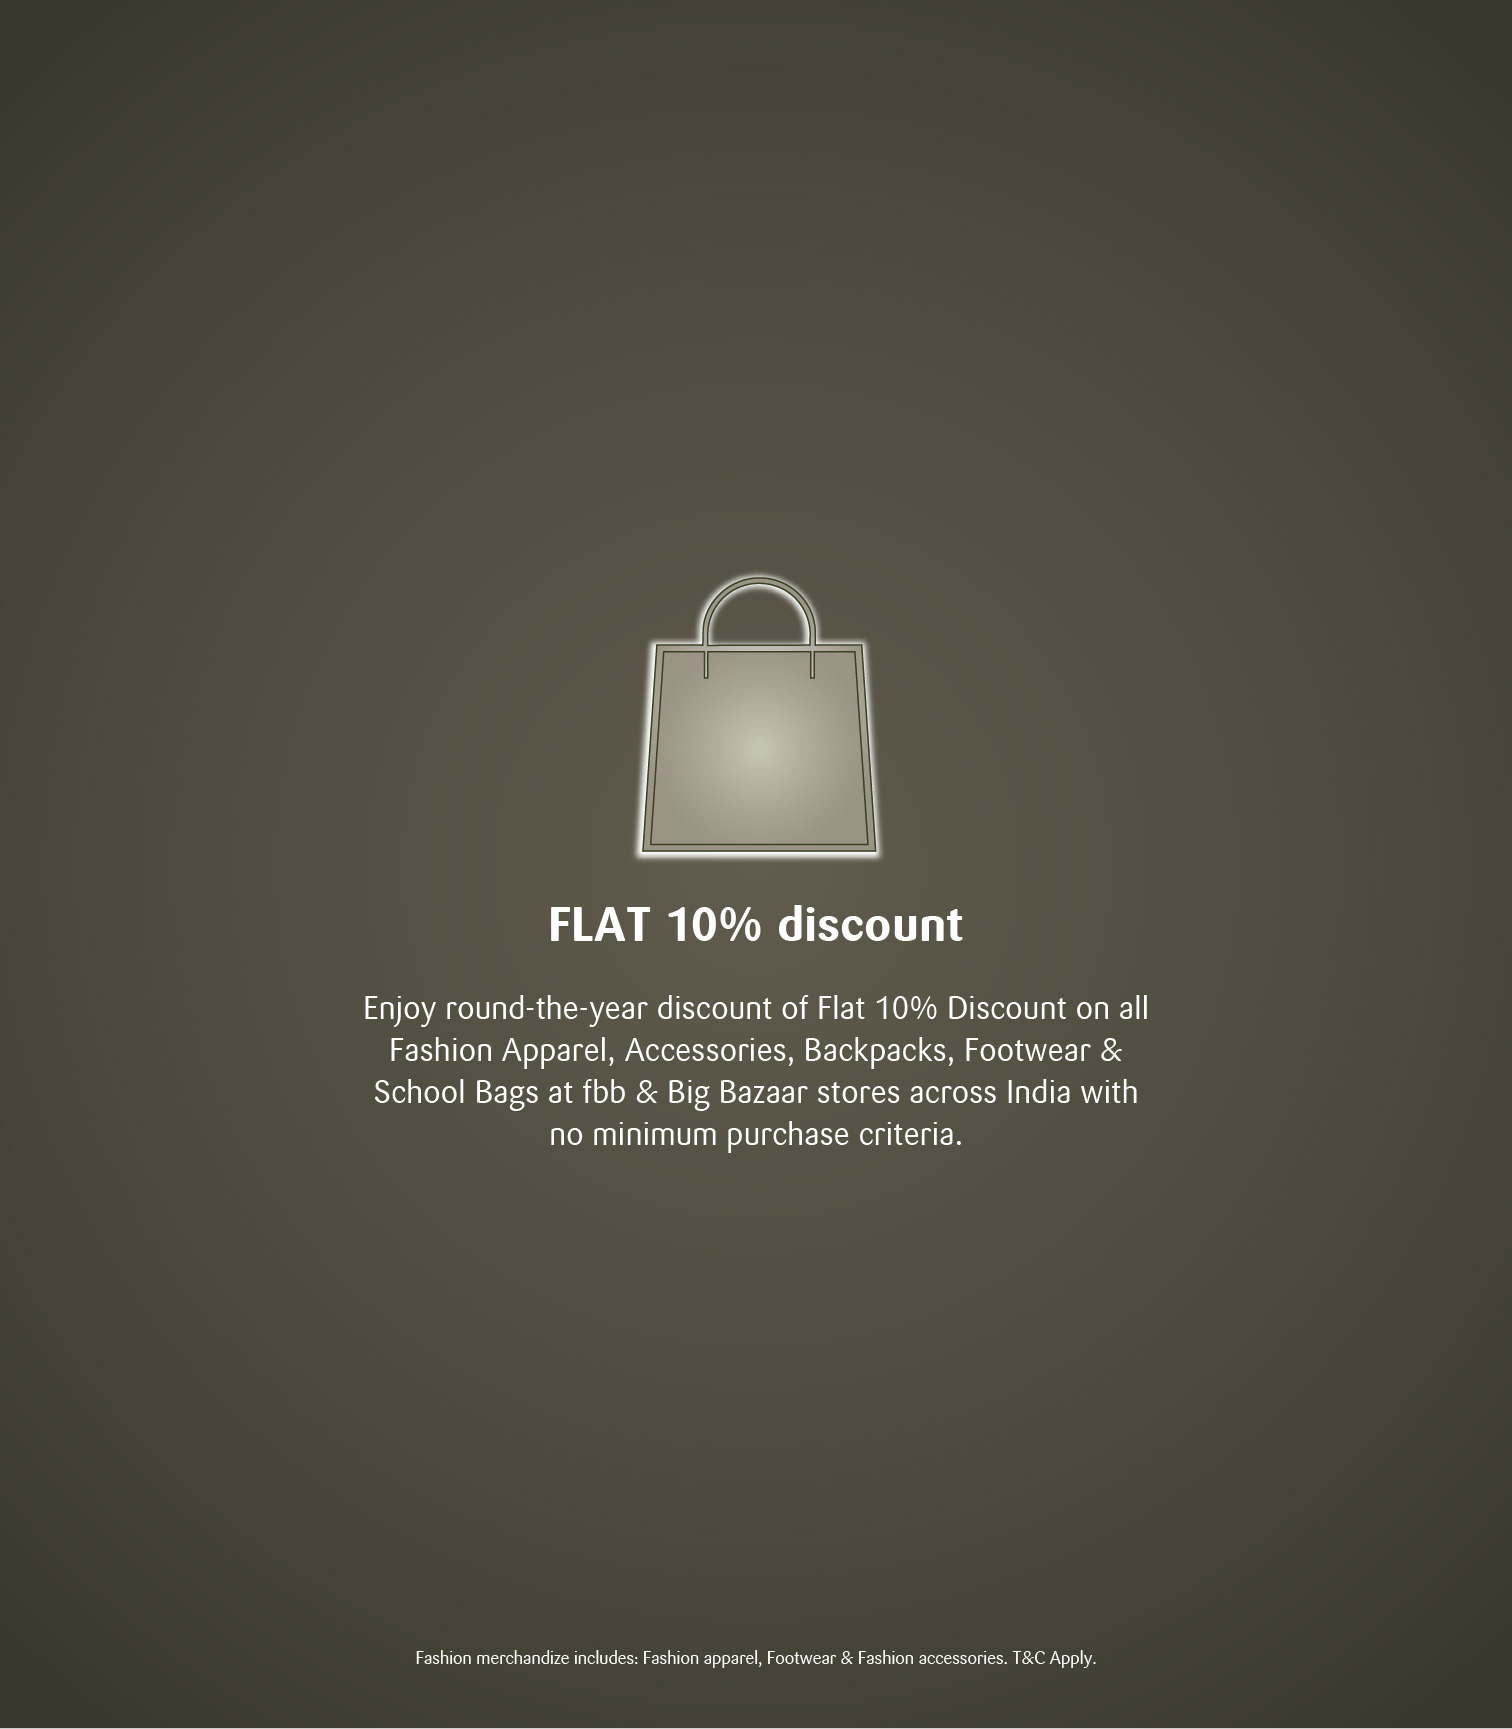 FLAT 10% discount
Enjoy round-the-year discount of Flat 10% Discount on all
Fashion Apparel, Accessories, Backpacks, Footwear &
School Bags at fbb & Big Bazaar stores across India with
no minimum purchase criteria.
Fashion merchandize includes: Fashion apparel, Footwear & Fashion accessories. T&C Apply.